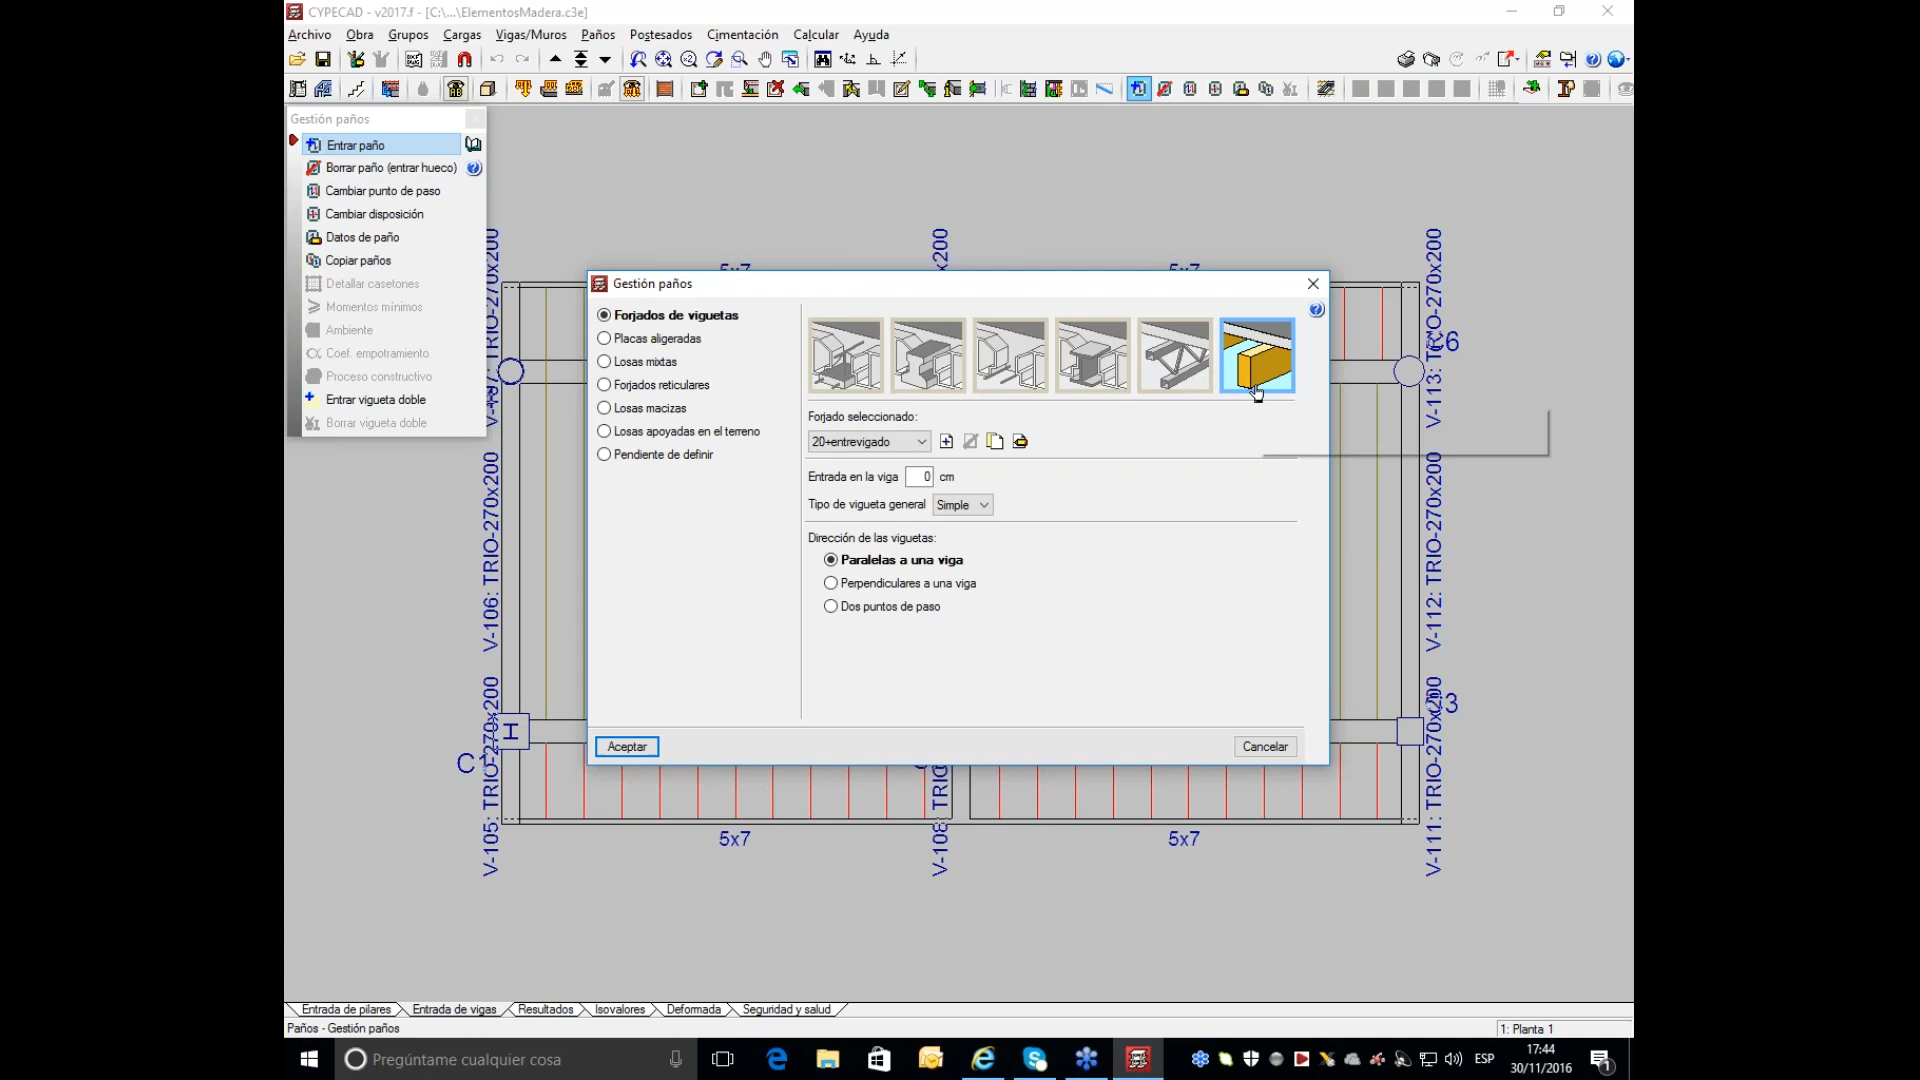 CYPECAD - v2017.f - [C:\...\ElementosMadera.c3e]
Archivo Obra Grupos Cargas Vigas/Muros Paños Postesados Cimentación Calcular Ayuda
Gestión paños
Entrar paño
Borrar paño (entrar hueco)
Cambiar punto de paso
Cambiar disposición
Datos de paño
Copiar paños
Detallar casetones
Momentos mínimos
Ambiente
Coef. empotramiento
Proceso constructivo
Entrar vigueta doble
Borrar vigueta doble
Gestión paños
Forjados de viguetas
Placas aligeradas
Losas mixtas
Forjados reticulares
Losas macizas
Losas apoyadas en el terreno
Pendiente de definir
Forjado seleccionado:
20+entrevigado
Entrada en la viga 0 cm
Tipo de vigueta general Simple
Dirección de las viguetas:
Paralelas a una viga
Perpendiculares a una viga
Dos puntos de paso
Aceptar Cancelar
5x7 5x7
x200
V-106: TRIO-270x200
V-105: TRIO-270x200
V-113: TRIO-270x200
V-112: TRIO-270x200
V-111: TRIO-270x200
V-108: TRIO
C6
C3
C1
5x7 5x7
Entrada de pilares Entrada de vigas Resultados Isovalores Deformada Seguridad y salud
Paños - Gestión paños 1: Planta 1
Pregúntame cualquier cosa
ESP
17:44
30/11/2016
1